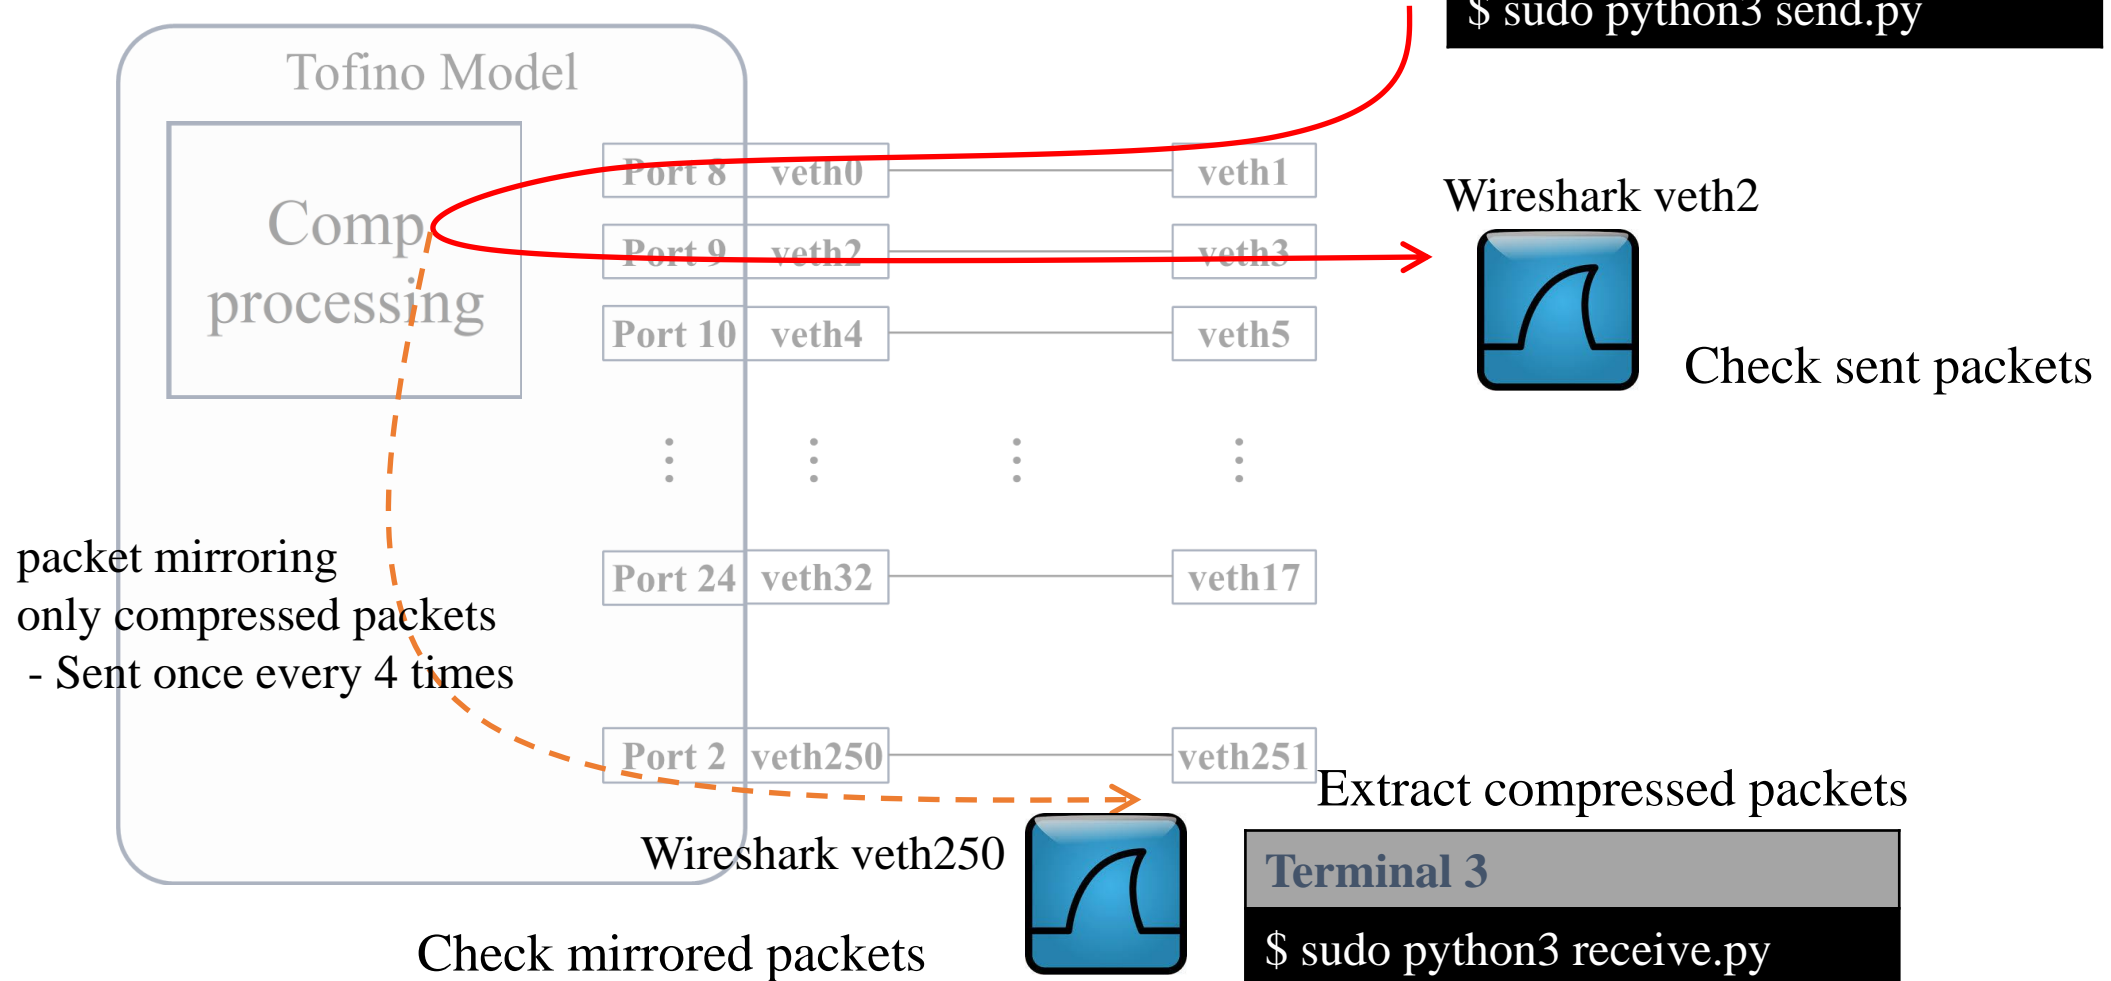 $ sudo python3 send.py
Tofino Model
Comp
processing
Port 8 veth0 veth1
Port 9 veth2 veth3
Port 10 veth4 veth5
Port 24 veth32 veth17
Port 2 veth250 veth251
Wireshark veth2
Check sent packets
packet mirroring
only compressed packets
- Sent once every 4 times
Wireshark veth250
Check mirrored packets
Extract compressed packets
Terminal 3
$ sudo python3 receive.py